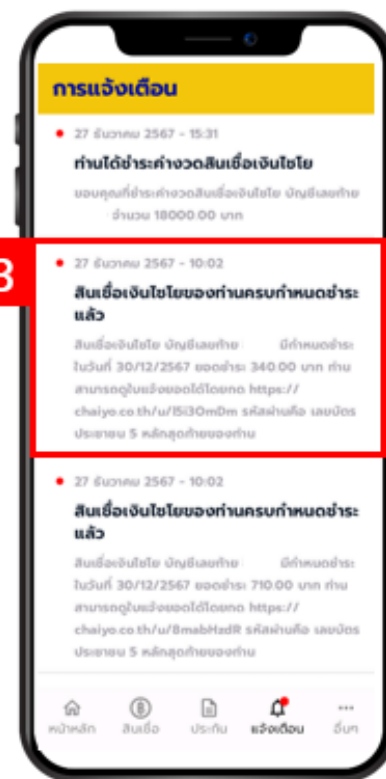 การแจ้งเตือน
27 ธันวาคม 2567 - 15:31
ท่านได้ชำระค่างวดสินเชื่อเงินไชโย
ขอบคุณที่ชำระค่างวดสินเชื่อเงินไชโย บัญชีเลขท้าย
จำนวน 18000.00 บาท
3
27 ธันวาคม 2567 - 10:02
สินเชื่อเงินไชโยของท่านครบกำหนดชำระ
แล้ว
สินเชื่อเงินไชโย บัญชีเลขท้าย มีกำหนดชำระ
ในวันที่ 30/12/2567 ยอดชำระ 340.00 บาท ท่าน
สามารถดูใบแจ้งยอดได้โดยกด https://
chaiyo.co.th/u/l5i3OmDm รหัสผ่านคือ เลขบัตร
ประชาชน 5 หลักสุดท้ายของท่าน
27 ธันวาคม 2567 - 10:02
สินเชื่อเงินไชโยของท่านครบกำหนดชำระ
แล้ว
สินเชื่อเงินไชโย บัญชีเลขท้าย มีกำหนดชำระ
ในวันที่ 30/12/2567 ยอดชำระ 710.00 บาท ท่าน
สามารถดูใบแจ้งยอดได้โดยกด https://
chaiyo.co.th/u/8mabHzdR รหัสผ่านคือ เลขบัตร
ประชาชน 5 หลักสุดท้ายของท่าน
หน้าหลัก สินเชื่อ ประกัน แจ้งเตือน อื่นๆ